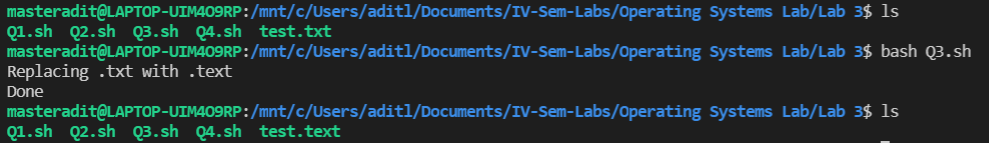 masteradit@LAPTOP-UIM4O9RP:/mnt/c/Users/aditl/Documents/IV-Sem-Labs/Operating Systems Lab/Lab 3$ ls
Q1.sh  Q2.sh  Q3.sh  Q4.sh  test.txt
masteradit@LAPTOP-UIM4O9RP:/mnt/c/Users/aditl/Documents/IV-Sem-Labs/Operating Systems Lab/Lab 3$ bash Q3.sh
Replacing .txt with .text
Done
masteradit@LAPTOP-UIM4O9RP:/mnt/c/Users/aditl/Documents/IV-Sem-Labs/Operating Systems Lab/Lab 3$ ls
Q1.sh  Q2.sh  Q3.sh  Q4.sh  test.text